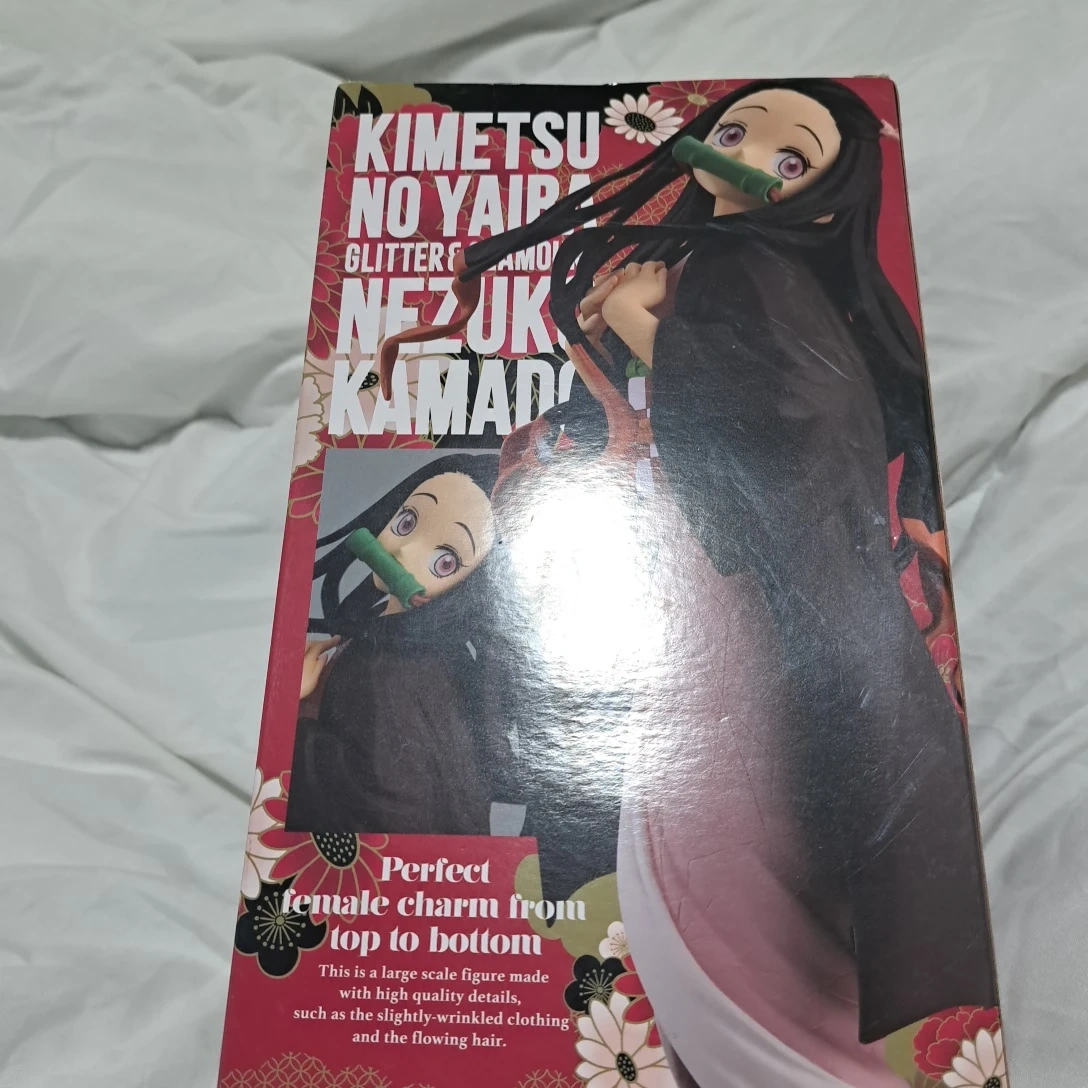 KIMETSU
NO YAIBA
GLITTER & GLAMOURS
NEZUKO
KAMADO
Perfect
female charm from
top to bottom
This is a large scale figure made
with high quality details,
such as the slightly-wrinkled clothing
and the flowing hair.